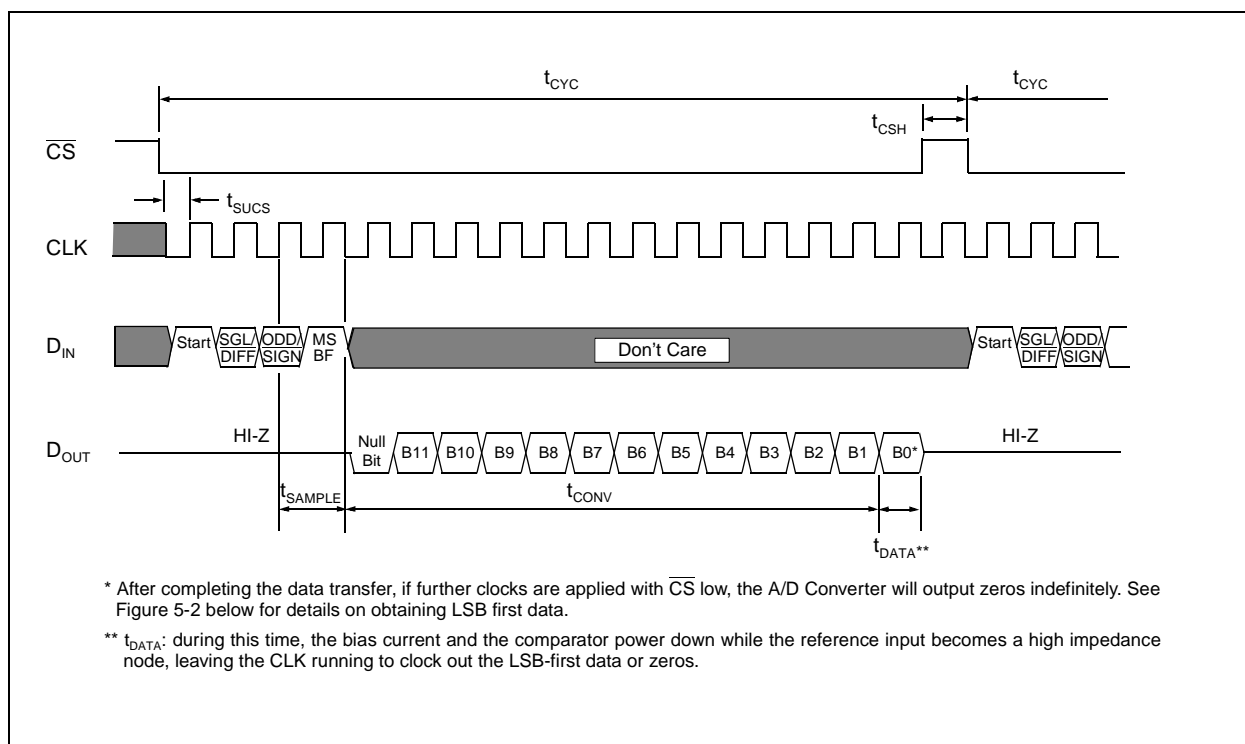 tCYC tCYC
tCSH
CS
tSUCS
CLK
DIN Start SGL/ DIFF ODD/ SIGN MS BF Don't Care Start SGL/ DIFF ODD/ SIGN
DOUT HI-Z Null Bit B11 B10 B9 B8 B7 B6 B5 B4 B3 B2 B1 B0* HI-Z
tSAMPLE tCONV
tDATA**
* After completing the data transfer, if further clocks are applied with CS low, the A/D Converter will output zeros indefinitely. See
Figure 5-2 below for details on obtaining LSB first data.
** tDATA: during this time, the bias current and the comparator power down while the reference input becomes a high impedance
node, leaving the CLK running to clock out the LSB-first data or zeros.